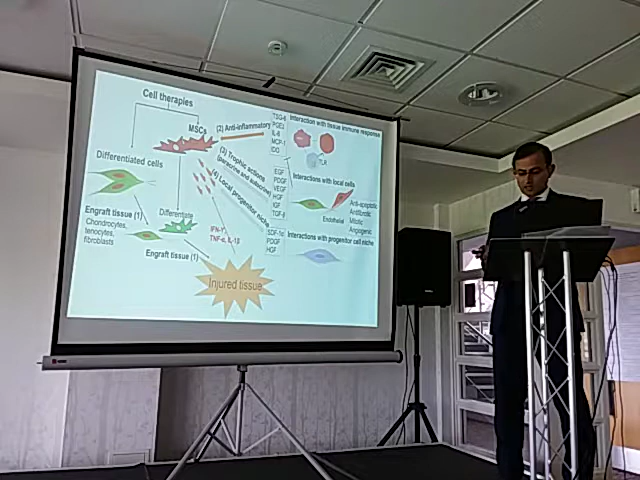 Cell therapies
MSCs
(2) Anti-inflammatory
TSG-6
PGE2
IL-6
MCP-1
IDO
Interaction with tissue immune response
TLR
Differentiated cells
(3) Trophic actions
(paracrine and autocrine)
(4) Local progenitor niche
EGF
PDGF
VEGF
HGF
IGF
TGF-β
Interactions with local cells
Anti-apoptotic
Antifibrotic
Mitotic
Angiogenic
Endothelial
Engraft tissue (1)
Chondrocytes,
tenocytes,
fibroblasts
Differentiate
Engraft tissue (1)
IFN-γ
TNF-α, IL-1β
SDF-1α
PDGF
HGF
Interactions with progenitor cell niche
Injured tissue